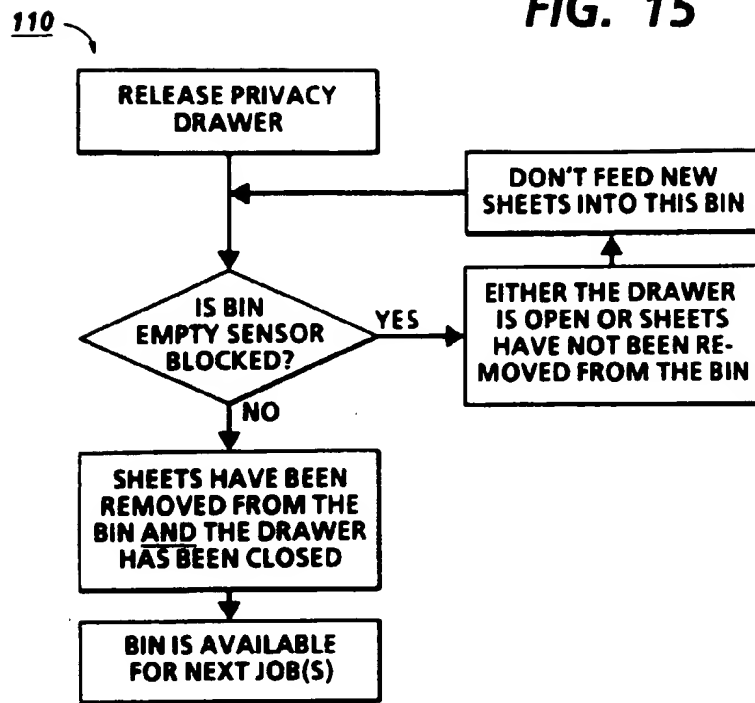 110
FIG. 15
RELEASE PRIVACY
DRAWER
DON'T FEED NEW
SHEETS INTO THIS BIN
IS BIN
EMPTY SENSOR
BLOCKED?
YES
EITHER THE DRAWER
IS OPEN OR SHEETS
HAVE NOT BEEN RE-
MOVED FROM THE BIN
NO
SHEETS HAVE BEEN
REMOVED FROM THE
BIN AND THE DRAWER
HAS BEEN CLOSED
BIN IS AVAILABLE
FOR NEXT JOB(S)